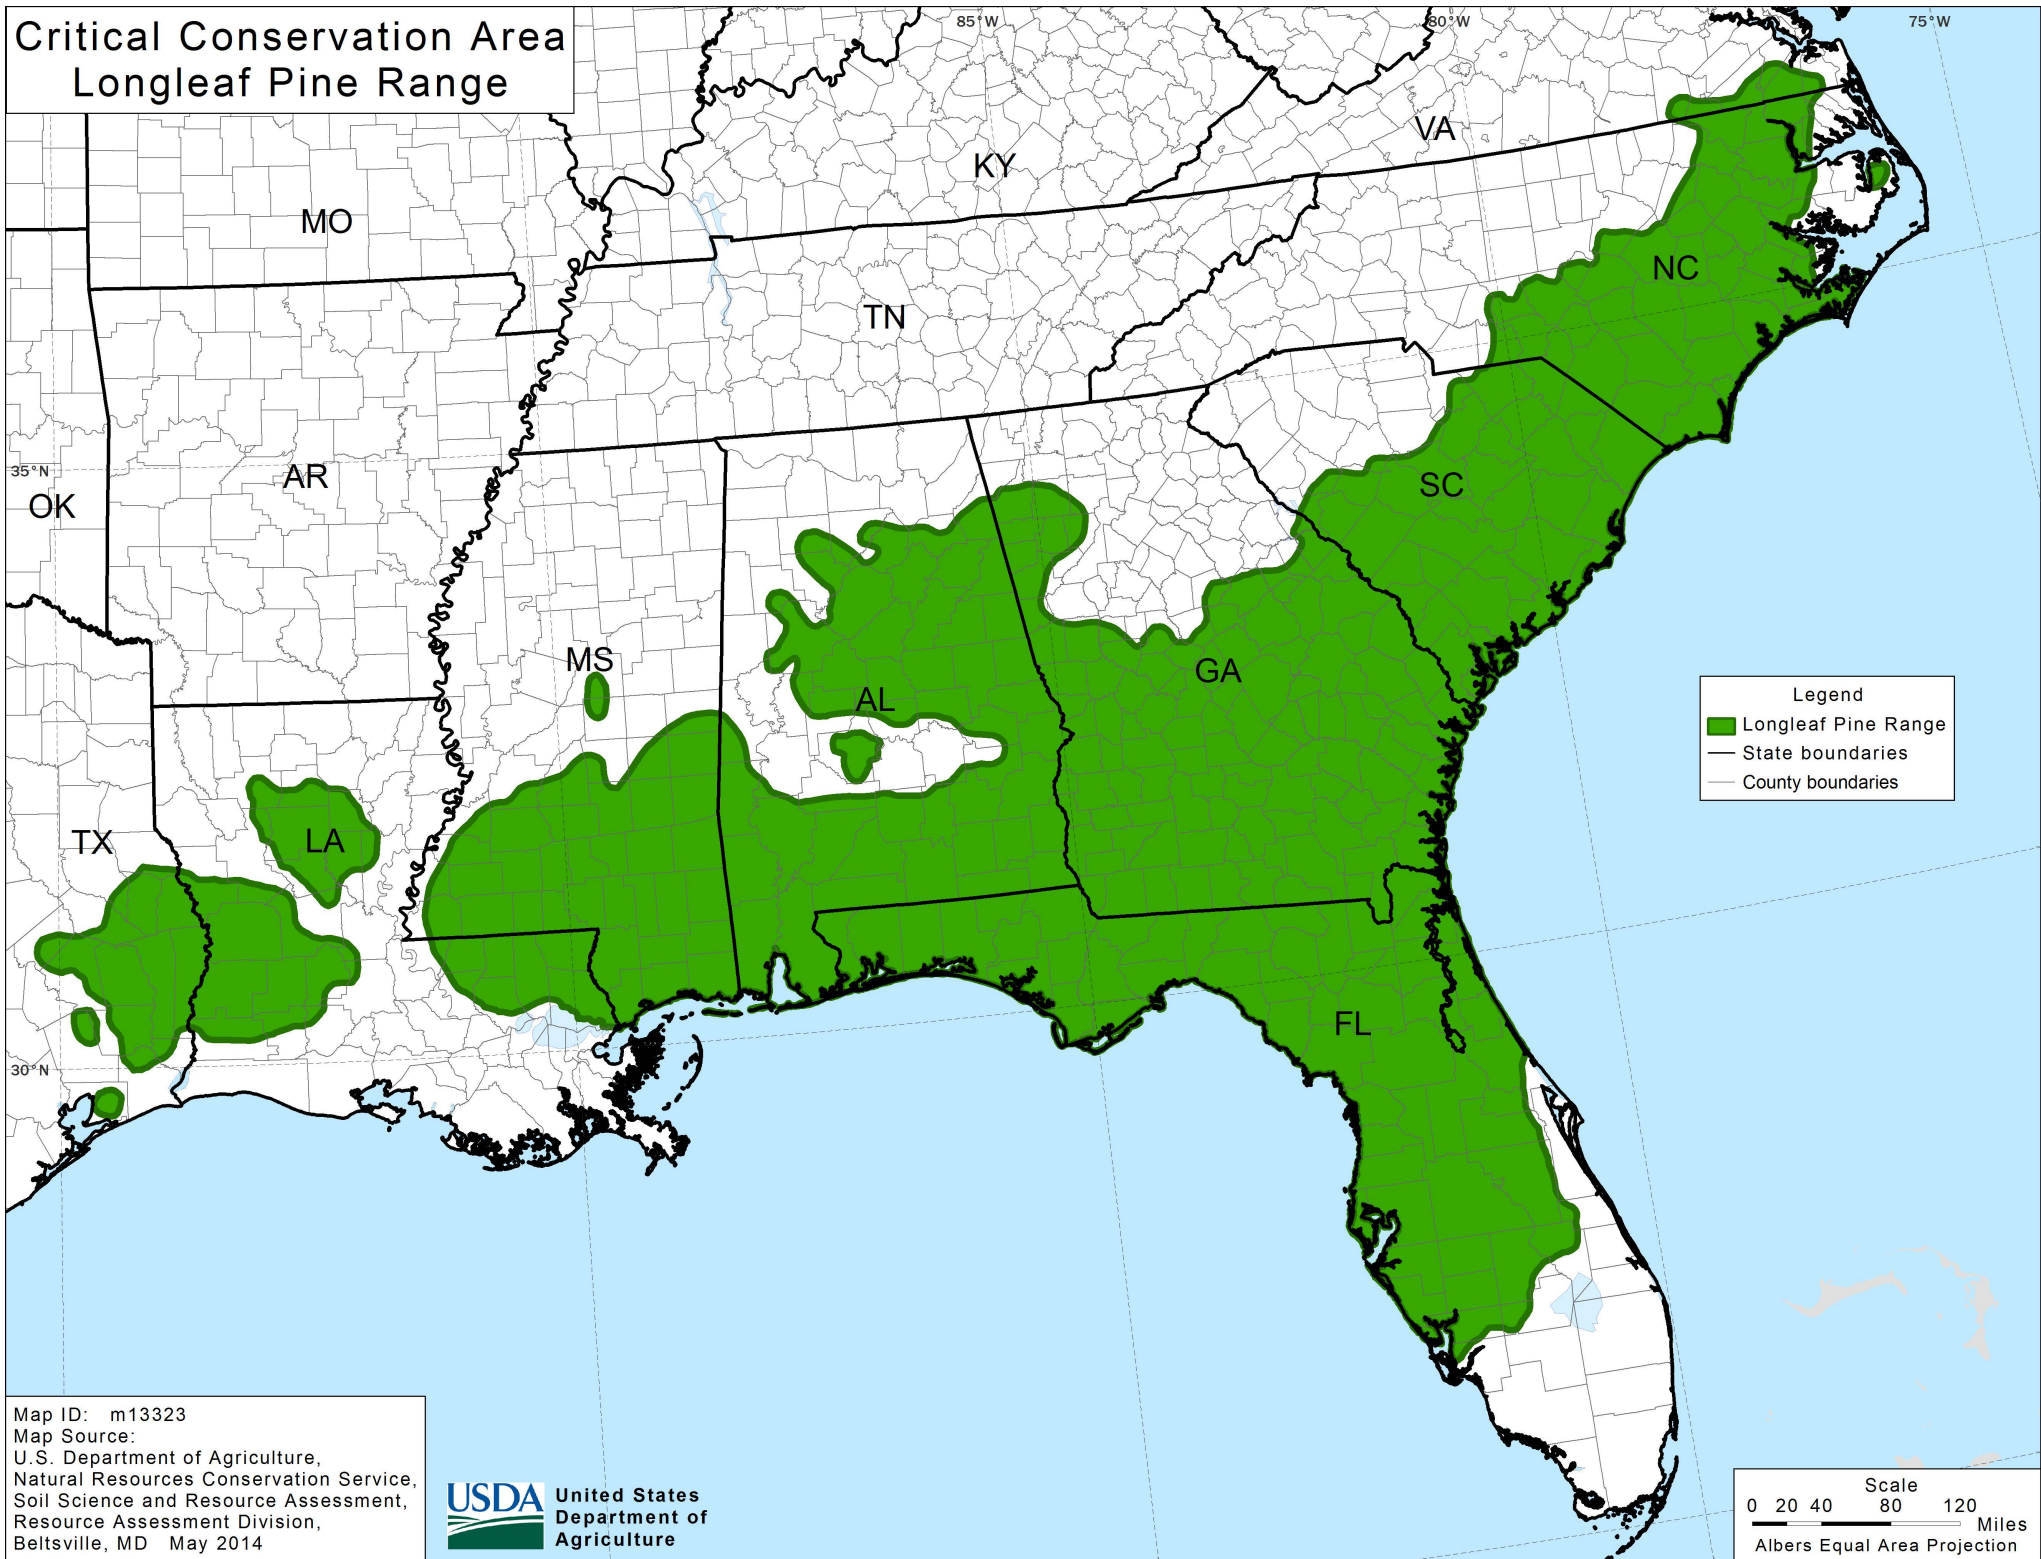 Critical Conservation Area
Longleaf Pine Range
85°W
80°W
75°W
VA
KY
MO
NC
TN
35°N
AR
SC
OK
MS
GA
AL
Legend
Longleaf Pine Range
State boundaries
County boundaries
TX
LA
FL
30°N
Map ID: m13323
Map Source:
U.S. Department of Agriculture,
Natural Resources Conservation Service,
Soil Science and Resource Assessment,
Resource Assessment Division,
Beltsville, MD May 2014
USDA
United States
Department of
Agriculture
Scale
0 20 40 80 120
Miles
Albers Equal Area Projection